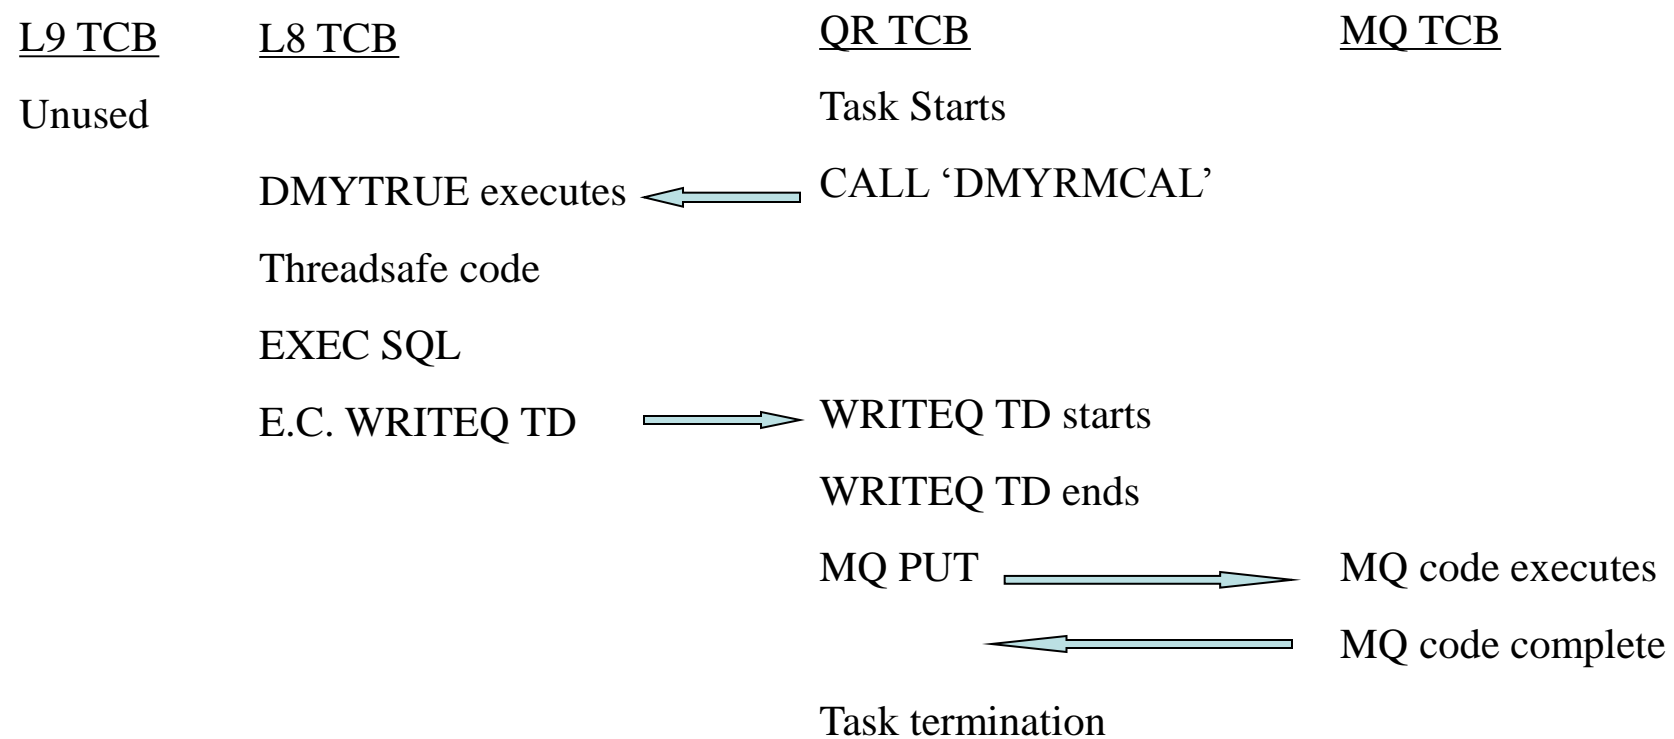 L9 TCB L8 TCB QR TCB MQ TCB
Unused Task Starts
DMYTRUE executes CALL ‘DMYRMCAL’
Threadsafe code
EXEC SQL
E.C. WRITEQ TD WRITEQ TD starts
WRITEQ TD ends
MQ PUT MQ code executes
MQ code complete
Task termination